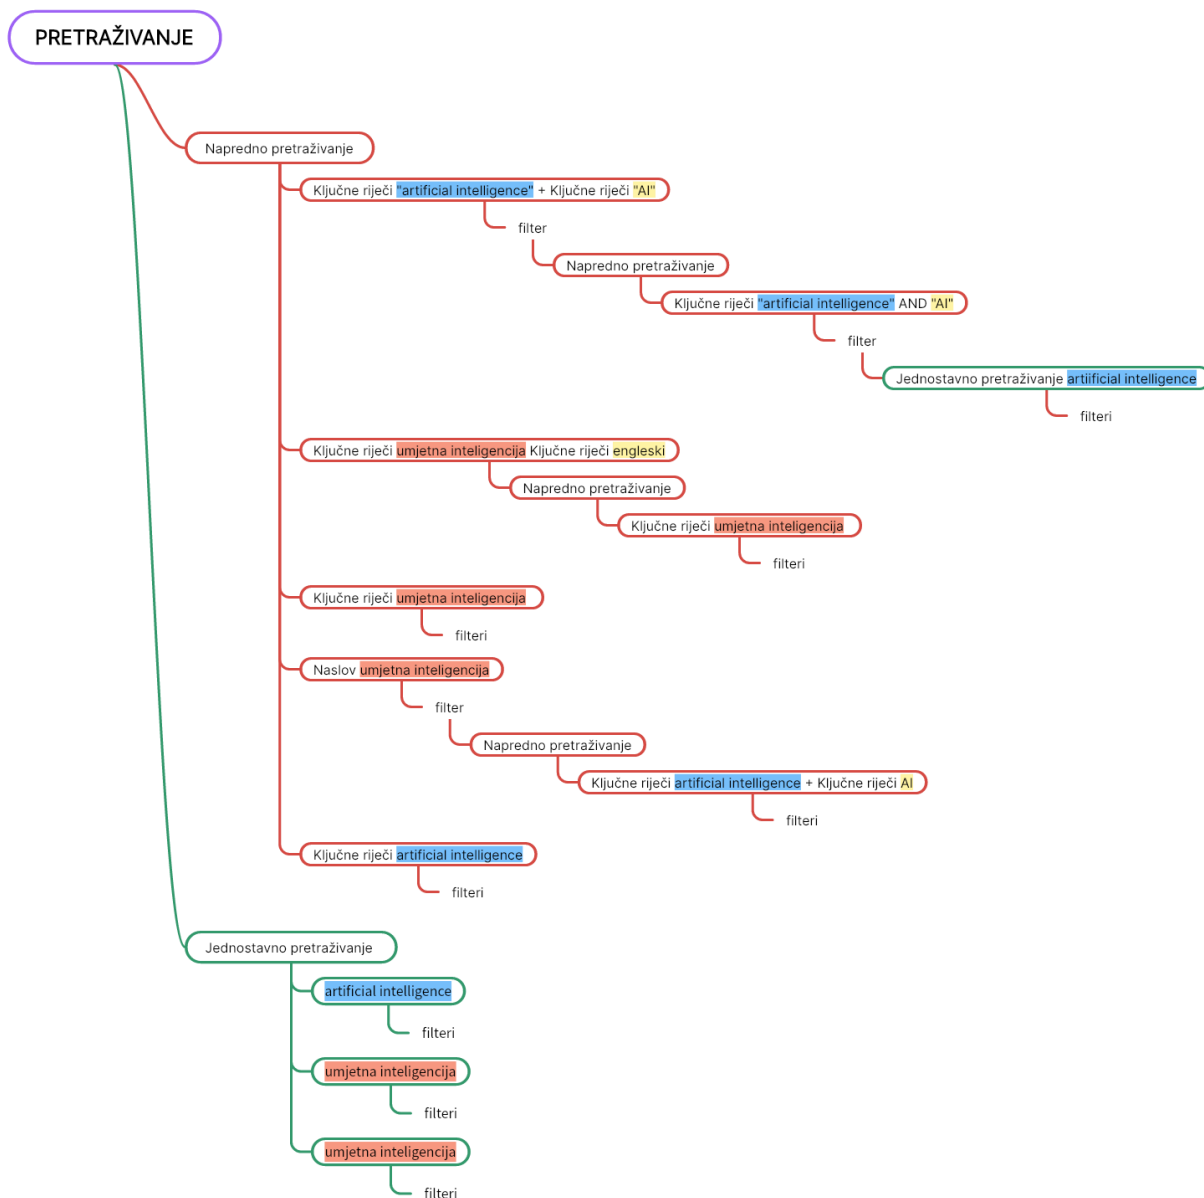 PRETRAŽIVANJE
Napredno pretraživanje
Ključne riječi "artificial intelligence" + Ključne riječi "AI"
filter
Napredno pretraživanje
Ključne riječi "artificial intelligence" AND "AI"
filter
Jednostavno pretraživanje artiificial intelligence
filteri
Ključne riječi umjetna inteligencija Ključne riječi engleski
Napredno pretraživanje
Ključne riječi umjetna inteligencija
filteri
Ključne riječi umjetna inteligencija
filteri
Naslov umjetna inteligencija
filter
Napredno pretraživanje
Ključne riječi artificial intelligence + Ključne riječi AI
filteri
Ključne riječi artificial intelligence
filteri
Jednostavno pretraživanje
artificial intelligence
filteri
umjetna inteligencija
filteri
umjetna inteligencija
filteri